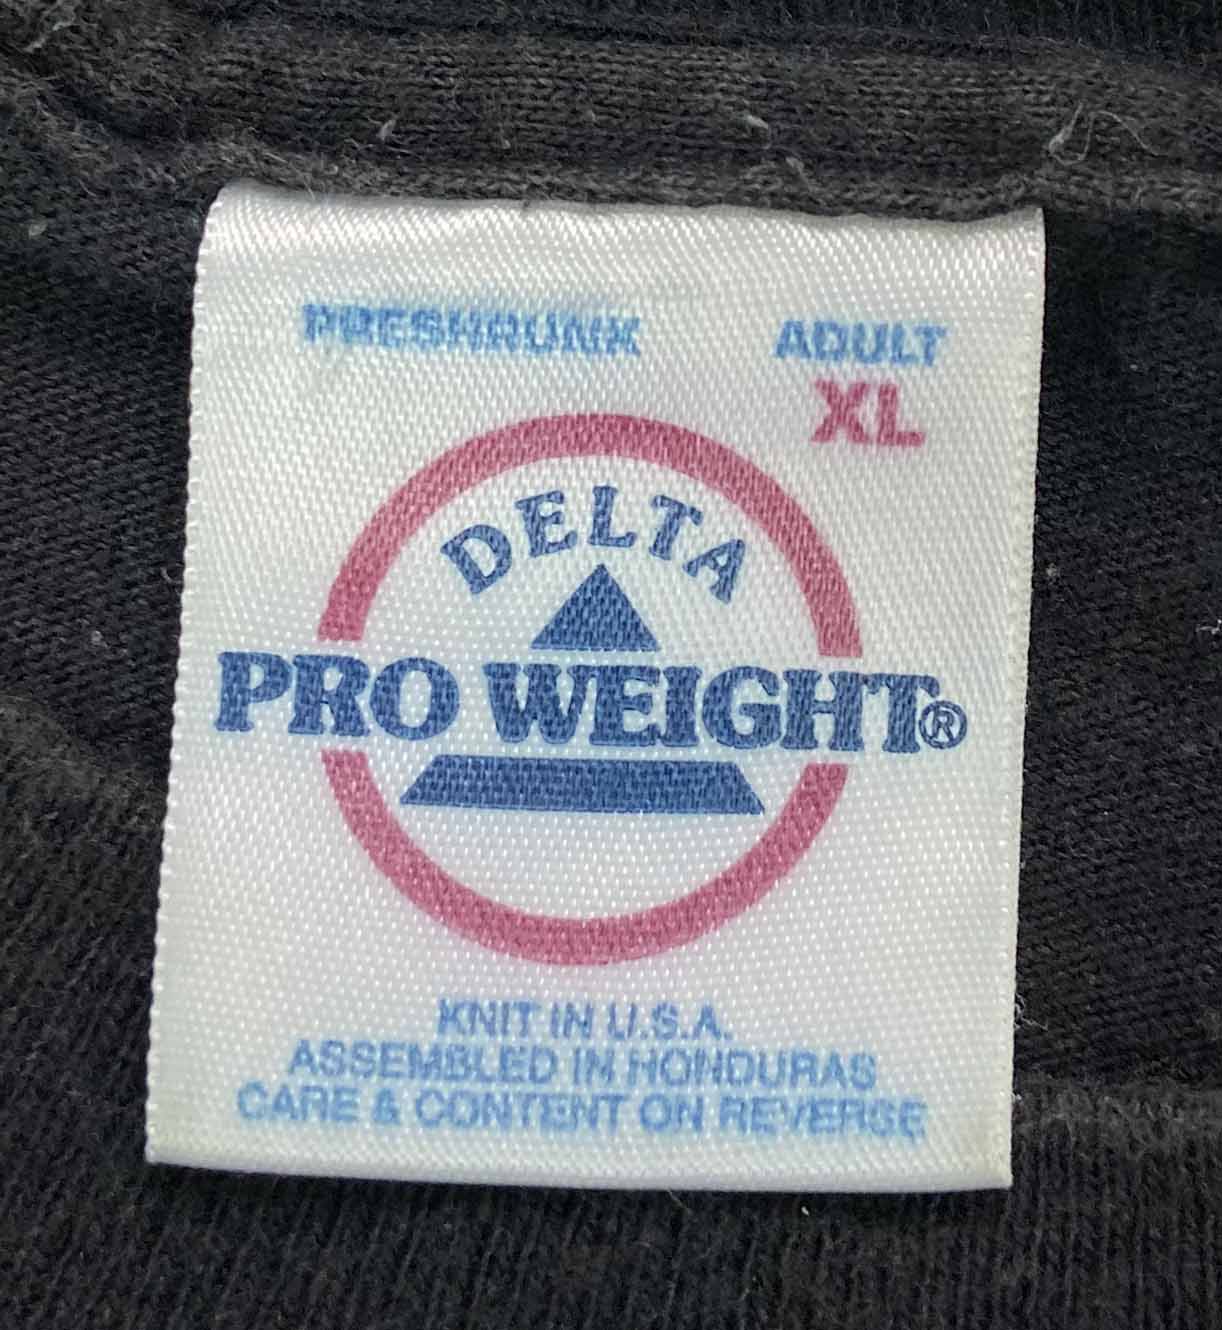 PRESHRUNK
ADULT
XL
DELTA
PRO WEIGHT®
KNIT IN U.S.A.
ASSEMBLED IN HONDURAS
CARE & CONTENT ON REVERSE